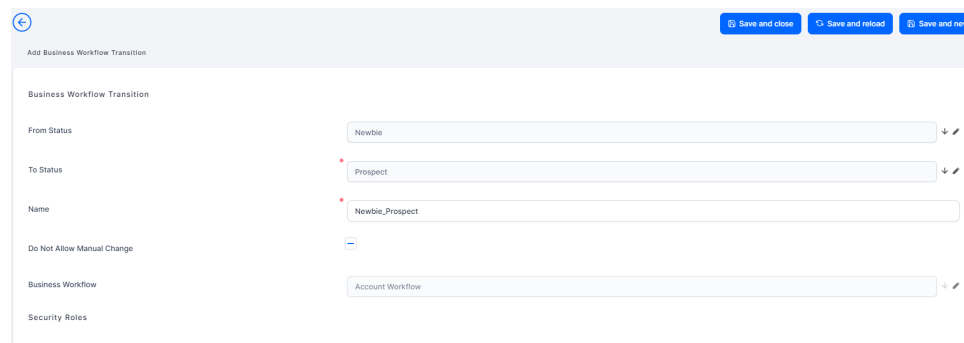 Save and close Save and reload Save and
Add Business Workflow Transition
Business Workflow Transition
From Status Newbie
To Status * Prospect
Name * Newbie_Prospect
Do Not Allow Manual Change
Business Workflow Account Workflow
Security Roles